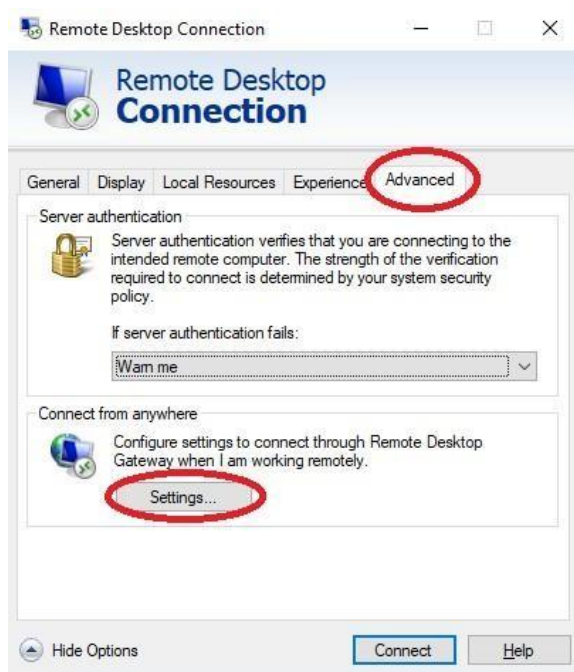 Remote Desktop Connection
Remote Desktop
Connection
General Display Local Resources Experience Advanced
Server authentication
Server authentication verifies that you are connecting to the
intended remote computer. The strength of the verification
required to connect is determined by your system security
policy.
If server authentication fails:
Warn me
Connect from anywhere
Configure settings to connect through Remote Desktop
Gateway when I am working remotely.
Settings...
Hide Options Connect Help